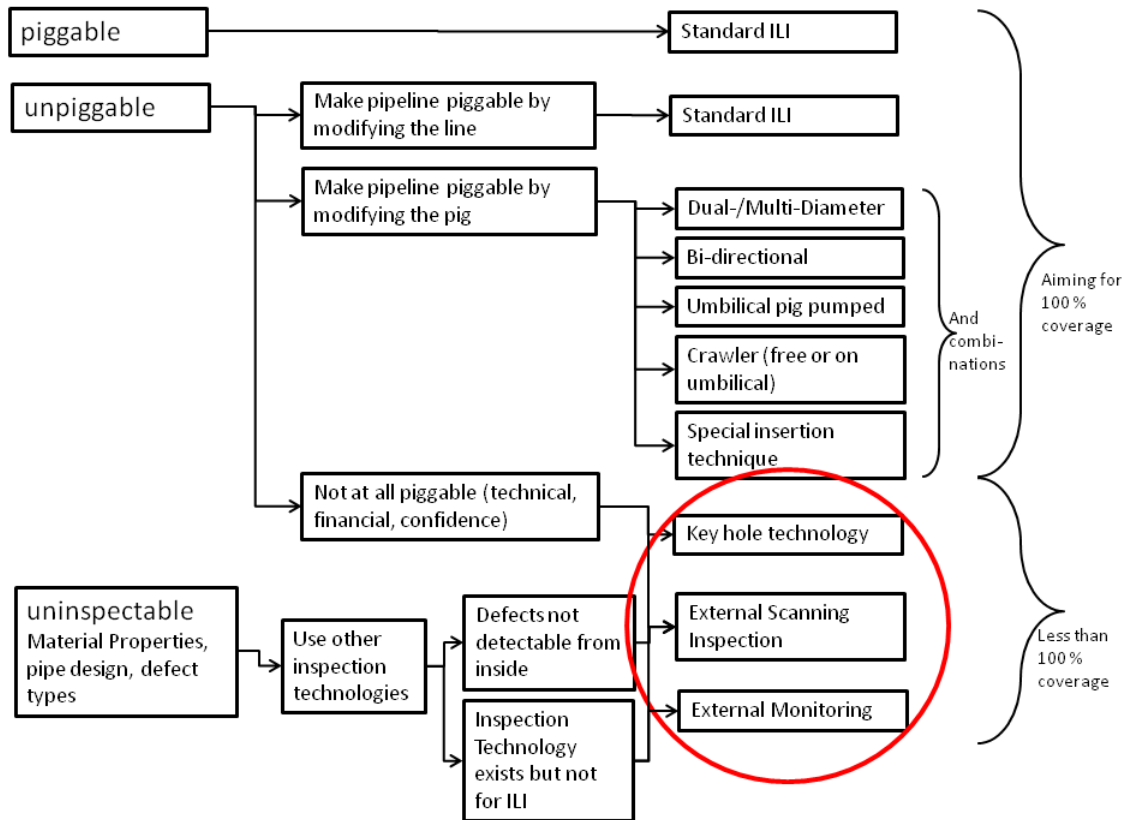 piggable
Standard ILI
unpiggable
Make pipeline piggable by
modifying the line
Standard ILI
Make pipeline piggable by
modifying the pig
Dual-/Multi-Diameter
Bi-directional
Umbilical pig pumped
Crawler (free or on
umbilical)
Special insertion
technique
And
combi-
nations
Aiming for
100 %
coverage
Not at all piggable (technical,
financial, confidence)
Key hole technology
uninspectable
Material Properties,
pipe design, defect
types
Use other
inspection
technologies
Defects not
detectable from
inside
Inspection
Technology
exists but not
for ILI
External Scanning
Inspection
External Monitoring
Less than
100 %
coverage